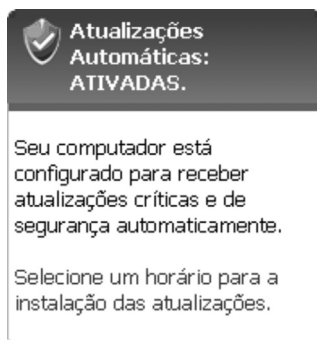 Atualizações
Automáticas:
ATIVADAS.
Seu computador está
configurado para receber
atualizações críticas e de
segurança automaticamente.
Selecione um horário para a
instalação das atualizações.